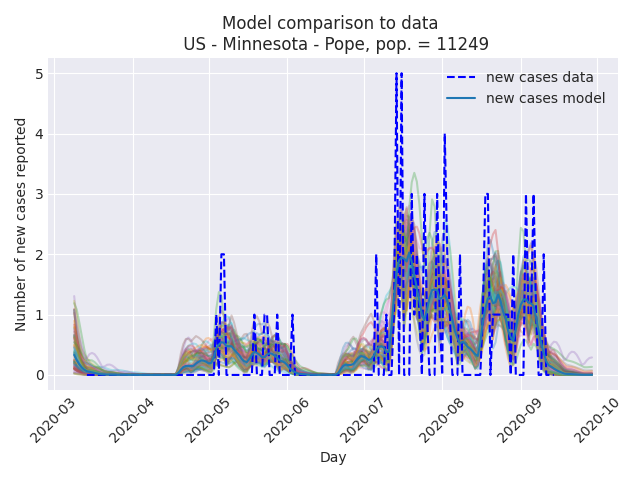 Model comparison to data
US - Minnesota - Pope, pop. = 11249
new cases data
new cases model
Number of new cases reported
5
4
3
2
1
0
2020-03
2020-04
2020-05
2020-06
2020-07
2020-08
2020-09
2020-10
Day